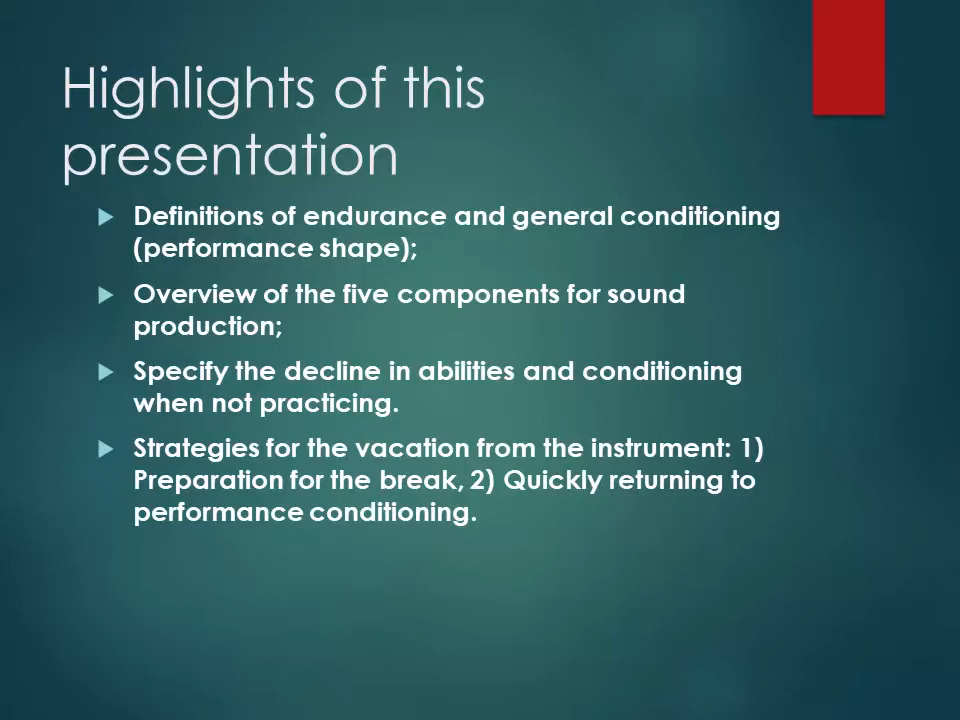 Highlights of this
presentation
Definitions of endurance and general conditioning
(performance shape);
Overview of the five components for sound
production;
Specify the decline in abilities and conditioning
when not practicing.
Strategies for the vacation from the instrument: 1)
Preparation for the break, 2) Quickly returning to
performance conditioning.